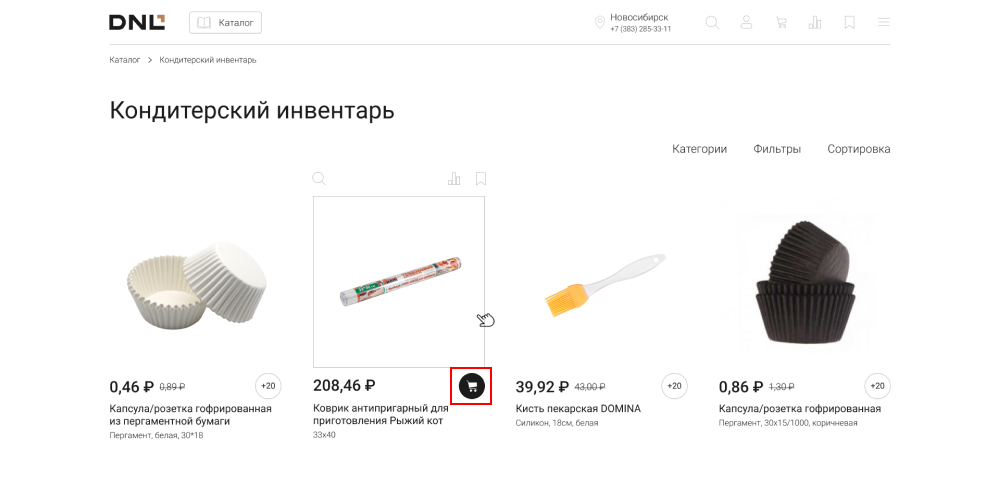 DNL
Каталог
Новосибирск
+7 (383) 285-33-11
Каталог > Кондитерский инвентарь
Кондитерский инвентарь
Категории Фильтры Сортировка
0,46 ₽ 0,89 ₽ +20
Капсула/розетка гофрированная
из пергаментной бумаги
Пергамент, белая, 30*18
208,46 ₽
Коврик антипригарный для
приготовления Рыжий кот
33х40
39,92 ₽ 43,00 ₽ +20
Кисть пекарская DOMINA
Силикон, 18см, белая
0,86 ₽ 1,30 ₽ +20
Капсула/розетка гофрированная
Пергамент, 30х15/1000, коричневая